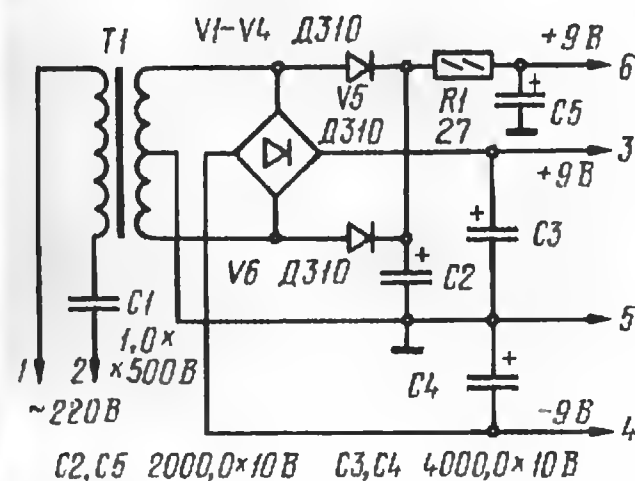 T1
V1-V4 Д310
V5
Д310
R1
27
+9 В
6
C5
3
+9 В
C3
V6 Д310
C2
C1
1,0×
×500 В
1
2
~220 В
5
C4
-9 В
4
C2, C5 2000,0×10 В C3, C4 4000,0×10 В